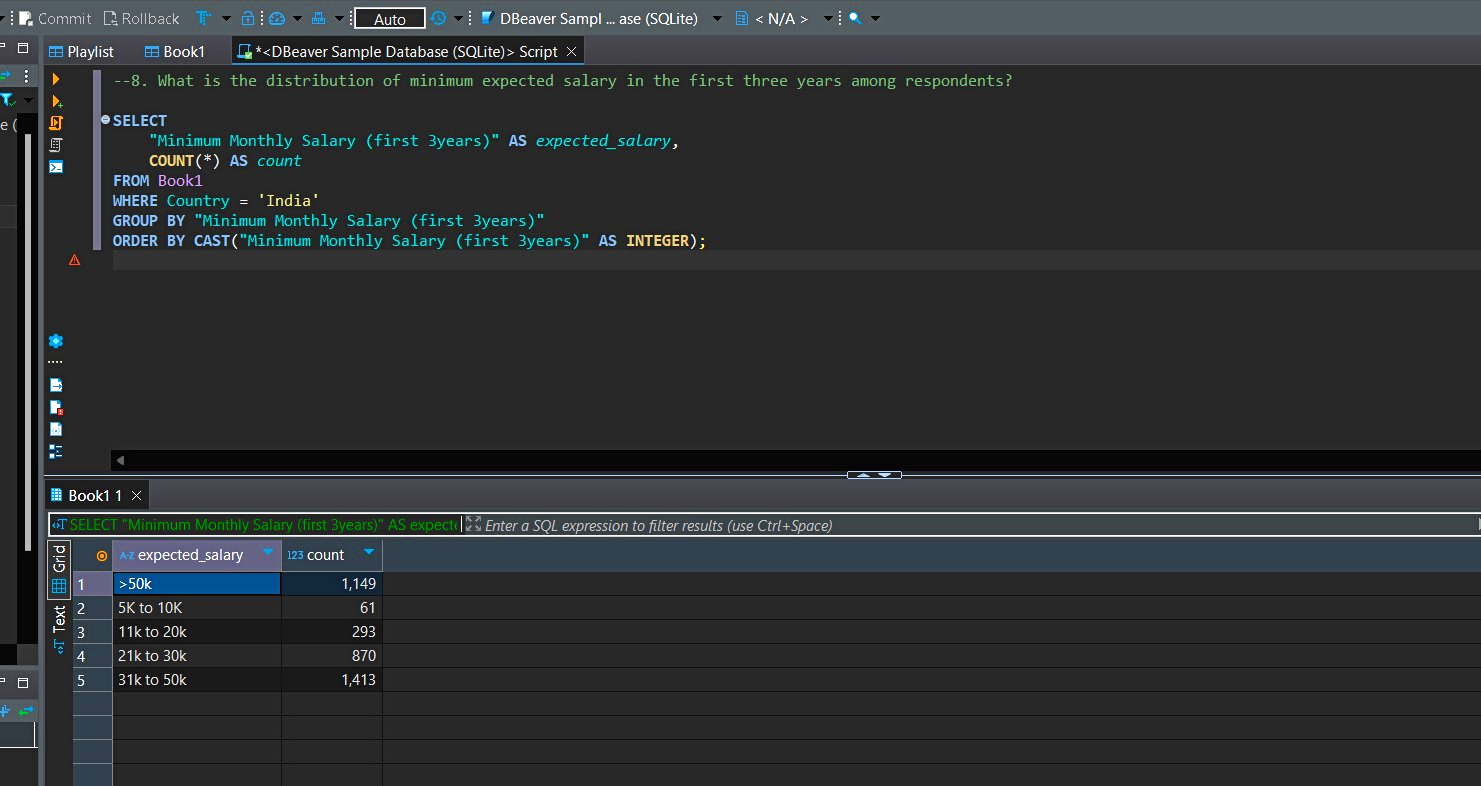 Commit Rollback Auto DBeaver Sampl ... ase (SQLite) < N/A >
Playlist Book1 *<DBeaver Sample Database (SQLite)> Script
--8. What is the distribution of minimum expected salary in the first three years among respondents?
SELECT
"Minimum Monthly Salary (first 3years)" AS expected_salary,
COUNT(*) AS count
FROM Book1
WHERE Country = 'India'
GROUP BY "Minimum Monthly Salary (first 3years)"
ORDER BY CAST("Minimum Monthly Salary (first 3years)" AS INTEGER);
e (
Book1 1
SELECT "Minimum Monthly Salary (first 3years)" AS expecte Enter a SQL expression to filter results (use Ctrl+Space)
Grid
Text
A-Z expected_salary 123 count
1 >50k 1,149
2 5K to 10K 61
3 11k to 20k 293
4 21k to 30k 870
5 31k to 50k 1,413